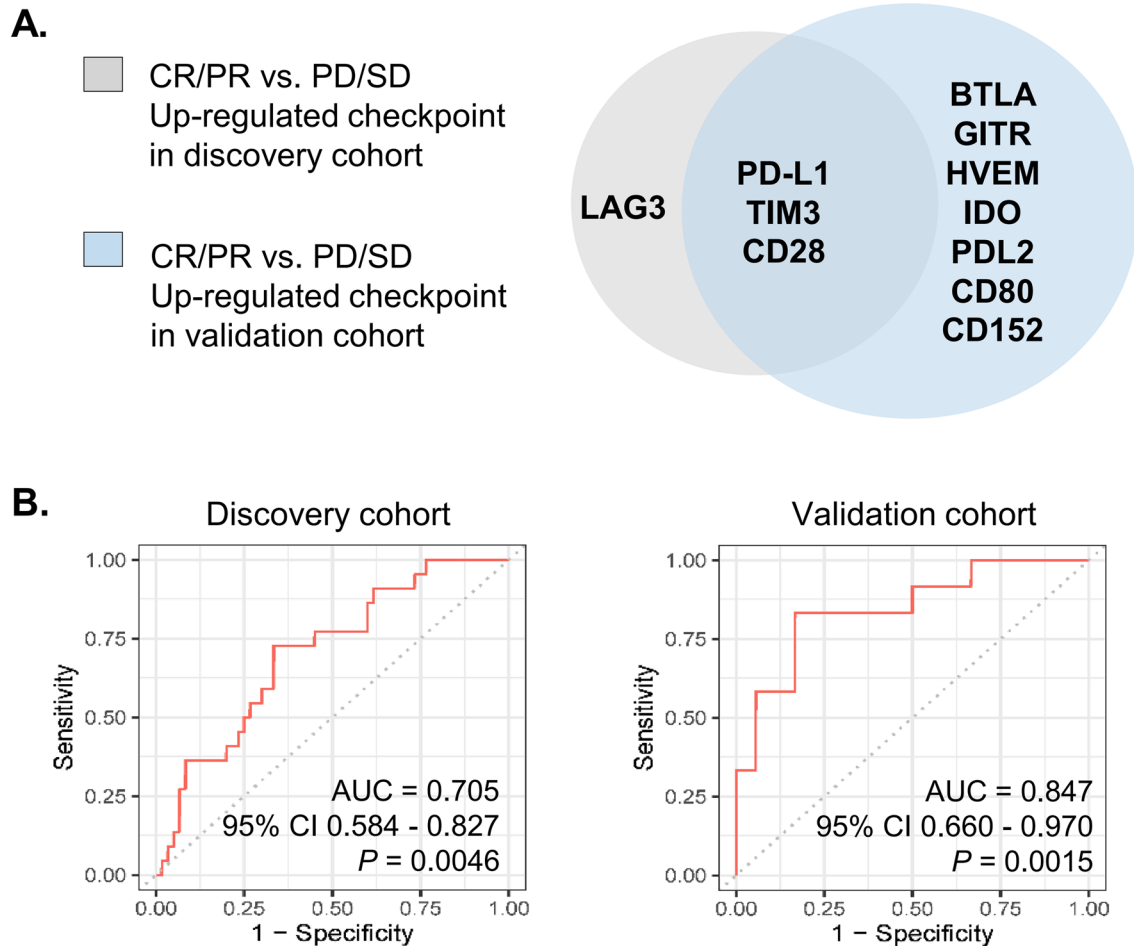 A.
CR/PR vs. PD/SD
Up-regulated checkpoint
in discovery cohort
CR/PR vs. PD/SD
Up-regulated checkpoint
in validation cohort
LAG3
PD-L1
TIM3
CD28
BTLA
GITR
HVEM
IDO
PDL2
CD80
CD152
B.
Discovery cohort
Sensitivity
1.00
0.75
0.50
0.25
0.00
AUC = 0.705
95% CI 0.584 - 0.827
P = 0.0046
0.00 0.25 0.50 0.75 1.00
1 − Specificity
Validation cohort
Sensitivity
1.00
0.75
0.50
0.25
0.00
AUC = 0.847
95% CI 0.660 - 0.970
P = 0.0015
0.00 0.25 0.50 0.75 1.00
1 − Specificity